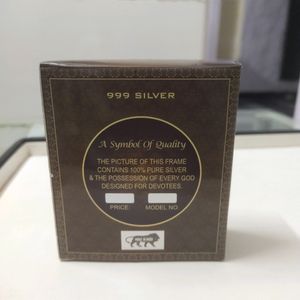 999 SILVER
A Symbol Of Quality
THE PICTURE OF THIS FRAME
CONTAINS 100% PURE SILVER
& THE POSSESSION OF EVERY GOD
DESIGNED FOR DEVOTEES
PRICE MODEL NO